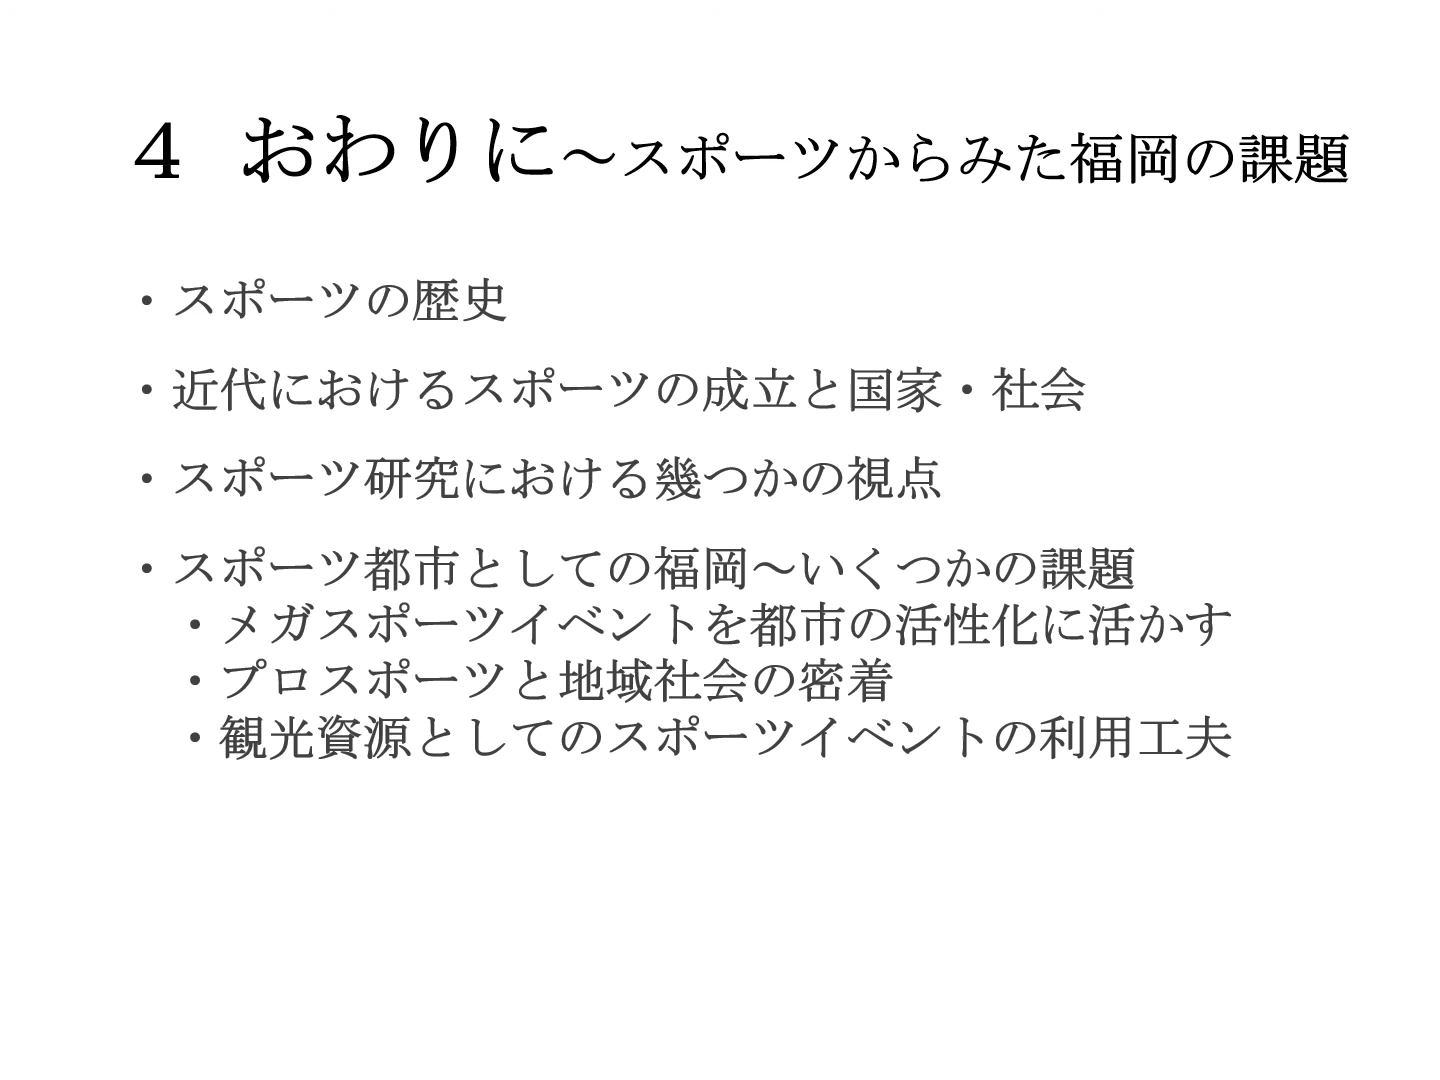 ４ おわりに～スポーツからみた福岡の課題
・スポーツの歴史
・近代におけるスポーツの成立と国家・社会
・スポーツ研究における幾つかの視点
・スポーツ都市としての福岡～いくつかの課題
・メガスポーツイベントを都市の活性化に活かす
・プロスポーツと地域社会の密着
・観光資源としてのスポーツイベントの利用工夫